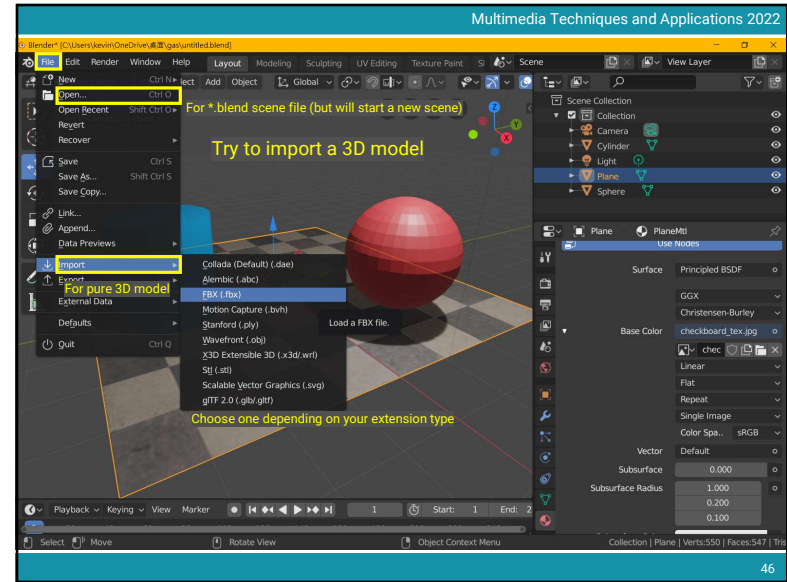 Multimedia Techniques and Applications 2022
Blender* [C:\Users\kevin\OneDrive\桌面\gas\untitled.blend]
File Edit Render Window Help Layout Modeling Sculpting UV Editing Texture Paint Scene View Layer
New Ctrl N lect Add Object Global
Open... Ctrl O
For *.blend scene file (but will start a new scene)
Open Recent Shift Ctrl O
Revert
Recover
Try to import a 3D model
Save Ctrl S
Save As... Shift Ctrl S
Save Copy...
Link...
Append...
Data Previews
Import
Export
For pure 3D model
External Data
Defaults
Quit Ctrl Q
Collada (Default) (.dae)
Alembic (.abc)
FBX (.fbx)
Motion Capture (.bvh)
Stanford (.ply)
Load a FBX file.
Wavefront (.obj)
X3D Extensible 3D (.x3d/.wrl)
Stl (.stl)
Scalable Vector Graphics (.svg)
glTF 2.0 (.glb/.gltf)
Choose one depending on your extension type
Z
Y
X
Scene Collection
Collection
Camera
Cylinder
Light
Plane
Sphere
Plane PlaneMtl
Use Nodes
Surface Principled BSDF
GGX
Christensen-Burley
Base Color checkboard_tex.jpg
chec
Linear
Flat
Repeat
Single Image
Color Spa.. sRGB
Vector Default
Subsurface 0.000
Subsurface Radius 1.000
0.200
0.100
Playback Keying View Marker 1 Start: 1 End: 2
Select Move Rotate View Object Context Menu Collection | Plane | Verts:550 | Faces:547 | Tris
46